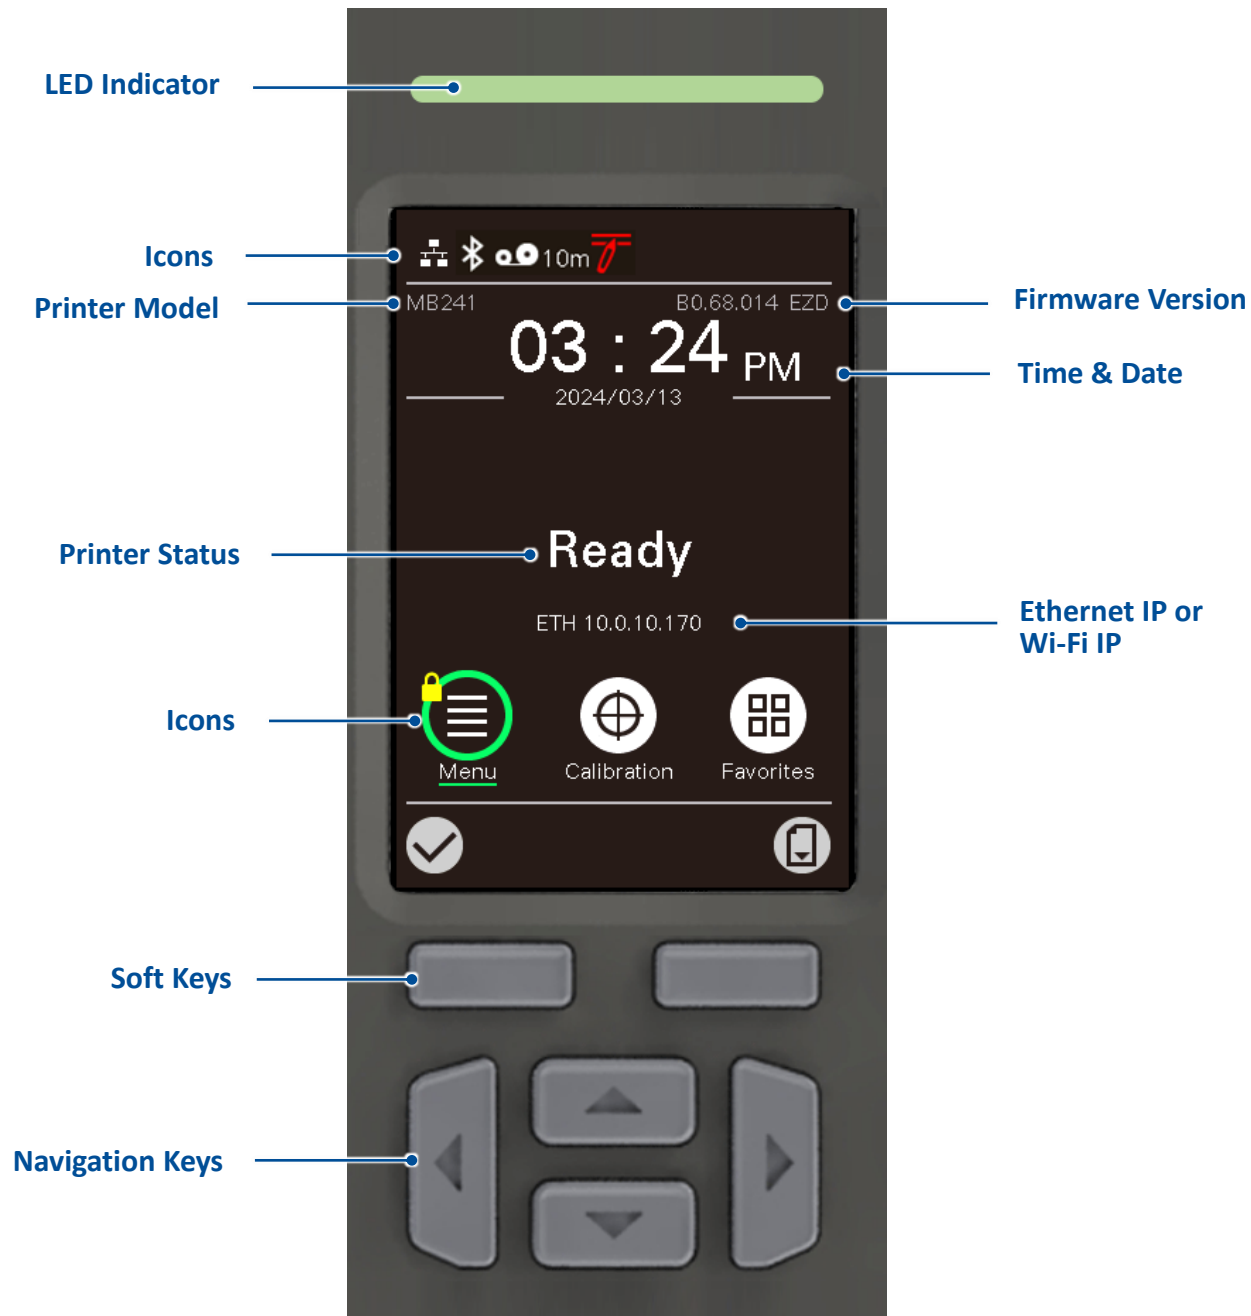 LED Indicator
Icons
10m
Printer Model
MB241
B0.68.014 EZD
Firmware Version
03 : 24 PM
Time & Date
2024/03/13
Printer Status
Ready
ETH 10.0.10.170
Ethernet IP or
Wi-Fi IP
Icons
Menu
Calibration
Favorites
Soft Keys
Navigation Keys